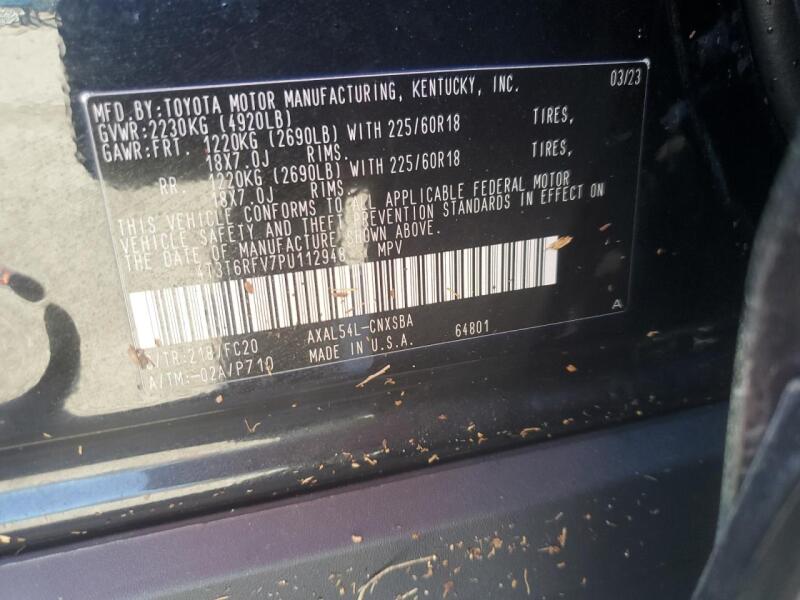 MFD.BY:TOYOTA MOTOR MANUFACTURING, KENTUCKY, INC. 03/23
GVWR:2230KG (4920LB)
GAWR:FRT. 1220KG (2690LB) WITH 225/60R18 TIRES,
18X7.0J RIMS.
RR. 1220KG (2690LB) WITH 225/60R18 TIRES,
18X7.0J RIMS.
THIS VEHICLE CONFORMS TO ALL APPLICABLE FEDERAL MOTOR
VEHICLE SAFETY AND THEFT PREVENTION STANDARDS IN EFFECT ON
THE DATE OF MANUFACTURE SHOWN ABOVE.
4T3T6RFV7PU112948 MPV
C/TR:218/FC20 AXAL54L-CNXSBA 64801 A
A/TM:-02A/P710 MADE IN U.S.A.